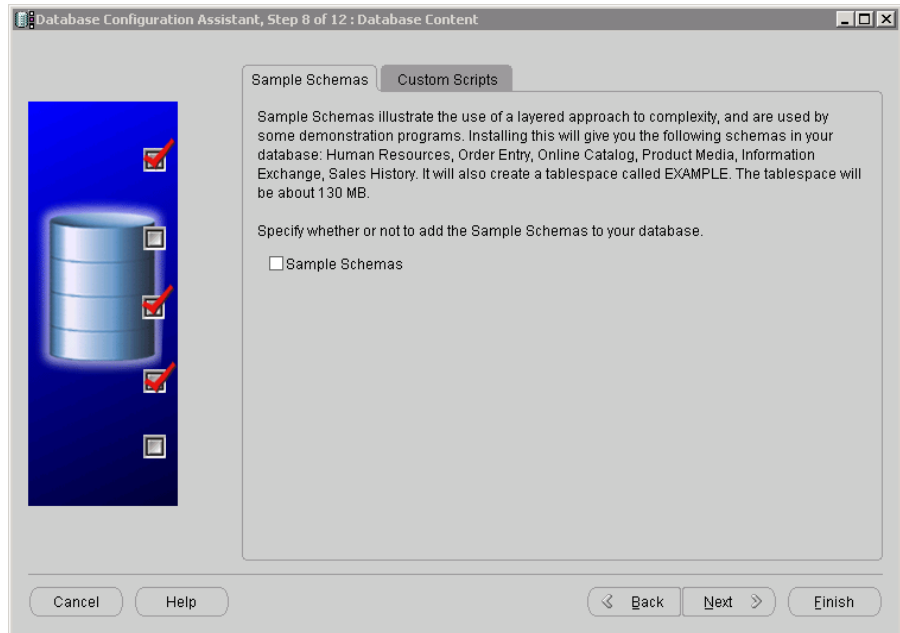 Database Configuration Assistant, Step 8 of 12 : Database Content
Sample Schemas Custom Scripts
Sample Schemas illustrate the use of a layered approach to complexity, and are used by
some demonstration programs. Installing this will give you the following schemas in your
database: Human Resources, Order Entry, Online Catalog, Product Media, Information
Exchange, Sales History. It will also create a tablespace called EXAMPLE. The tablespace will
be about 130 MB.
Specify whether or not to add the Sample Schemas to your database.
Sample Schemas
Cancel Help Back Next Finish